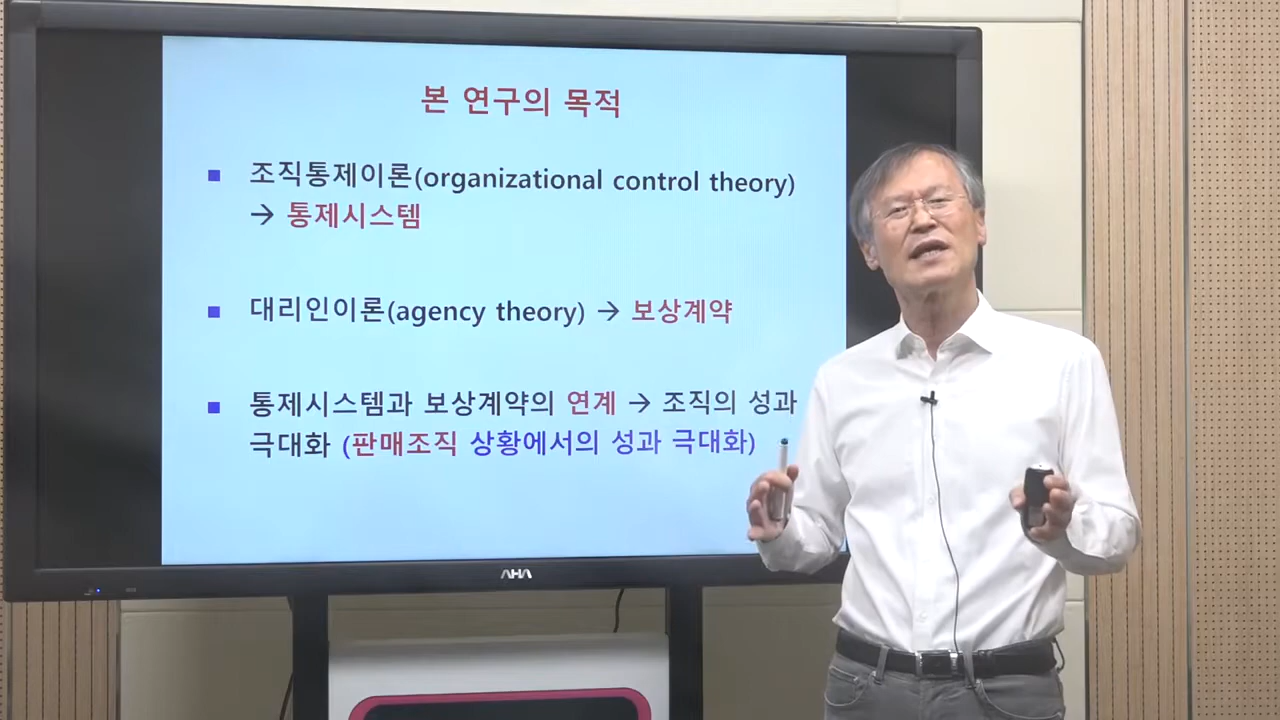 본 연구의 목적
▪ 조직통제이론(organizational control theory)
→ 통제시스템
▪ 대리인이론(agency theory) → 보상계약
▪ 통제시스템과 보상계약의 연계 → 조직의 성과
극대화 (판매조직 상황에서의 성과 극대화)
AHA